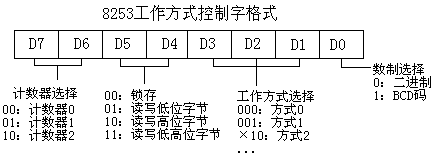 8253工作方式控制字格式
D7 D6 D5 D4 D3 D2 D1 D0
计数器选择
00: 计数器0
01: 计数器1
10: 计数器2
00: 锁存
01: 读写低位字节
10: 读写高位字节
11: 读写低高位字节
工作方式选择
000: 方式0
001: 方式1
×10: 方式2
...
数制选择
0: 二进制
1: BCD码